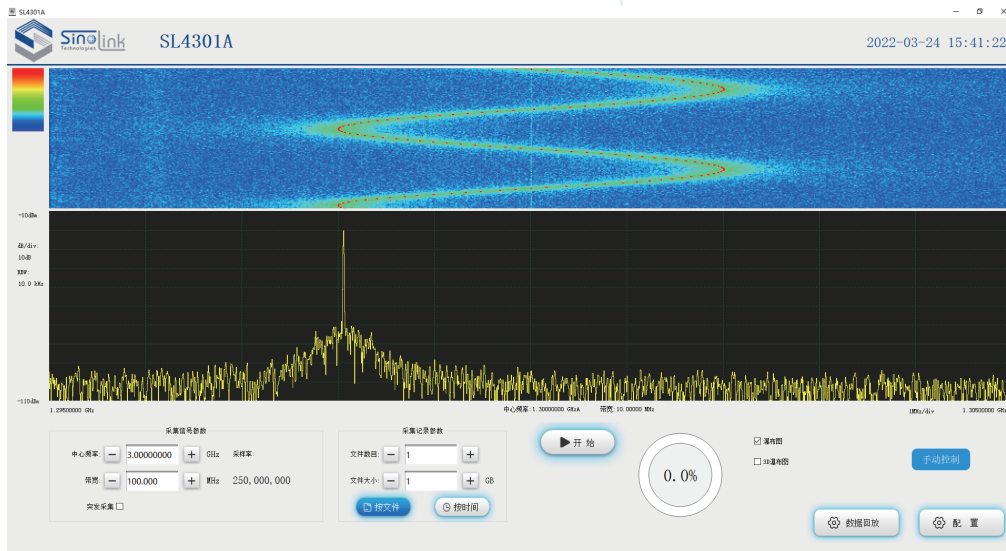 SL4301A
Sinolink
Technologies
SL4301A
2022-03-24 15:41:22
-10dBm
dB/div:
10dB
RBW:
10.0 kHz
-110dBm
1.29500000 GHz
中心频率:1.30000000 GHzA 带宽:10.00000 MHz
1MHz/div
1.30500000 GHz
采集信号参数
中心频率: − 3.00000000 + GHz 采样率:
带宽: − 100.000 + MHz 250,000,000
突发采集
采集记录参数
文件数目: − 1 +
文件大小: − 1 + GB
按文件 按时间
开 始
0.0%
瀑布图
3D瀑布图
手动控制
数据回放
配 置